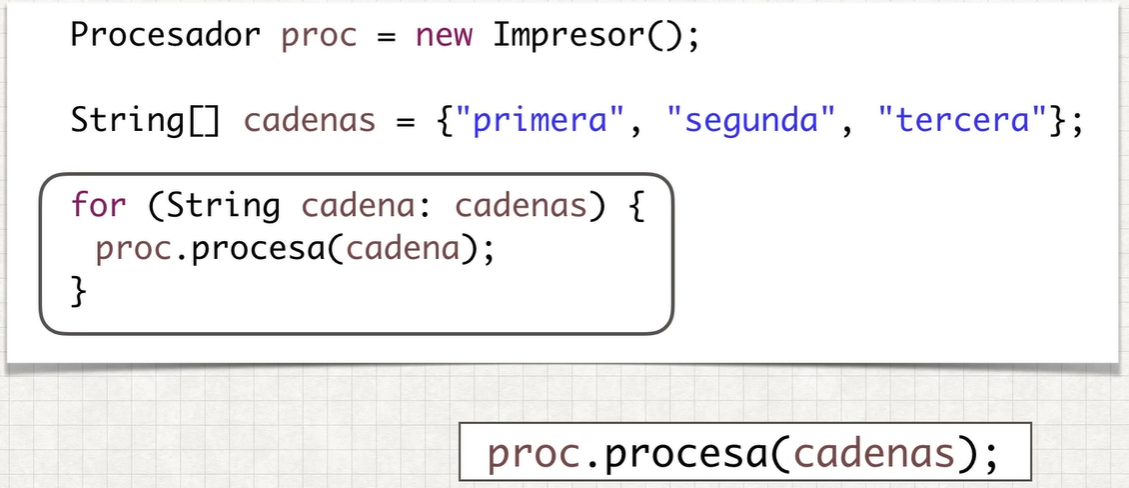 Procesador proc = new Impresor();
String[] cadenas = {"primera", "segunda", "tercera"};
for (String cadena: cadenas) {
proc.procesa(cadena);
}
proc.procesa(cadenas);